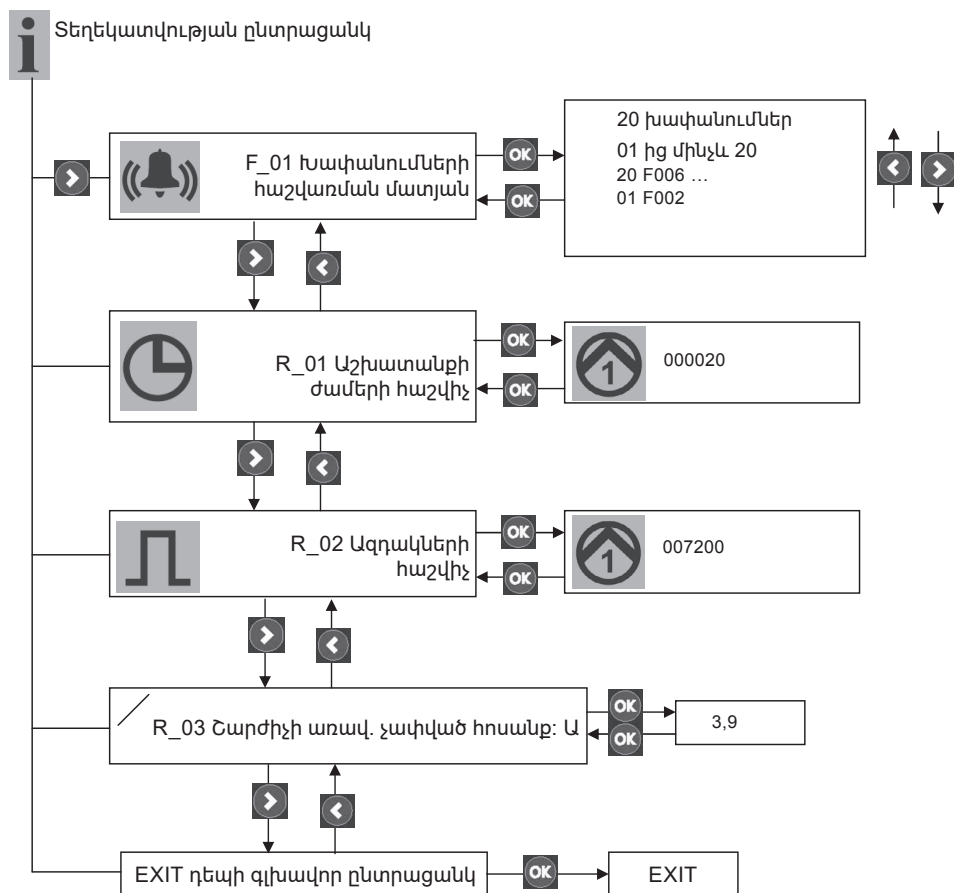 Տեղեկատվության ընտրացանկ
F_01 Խափանումների
հաշվառման մատյան
OK
OK
20 խափանումներ
01 ից մինչև 20
20 F006 ...
01 F002
R_01 Աշխատանքի
ժամերի հաշվիչ
OK
OK
1
000020
R_02 Ազդակների
հաշվիչ
OK
OK
1
007200
R_03 Շարժիչի առավ. չափված հոսանք: Ա
OK
OK
3,9
EXIT դեպի գլխավոր ընտրացանկ
OK
EXIT